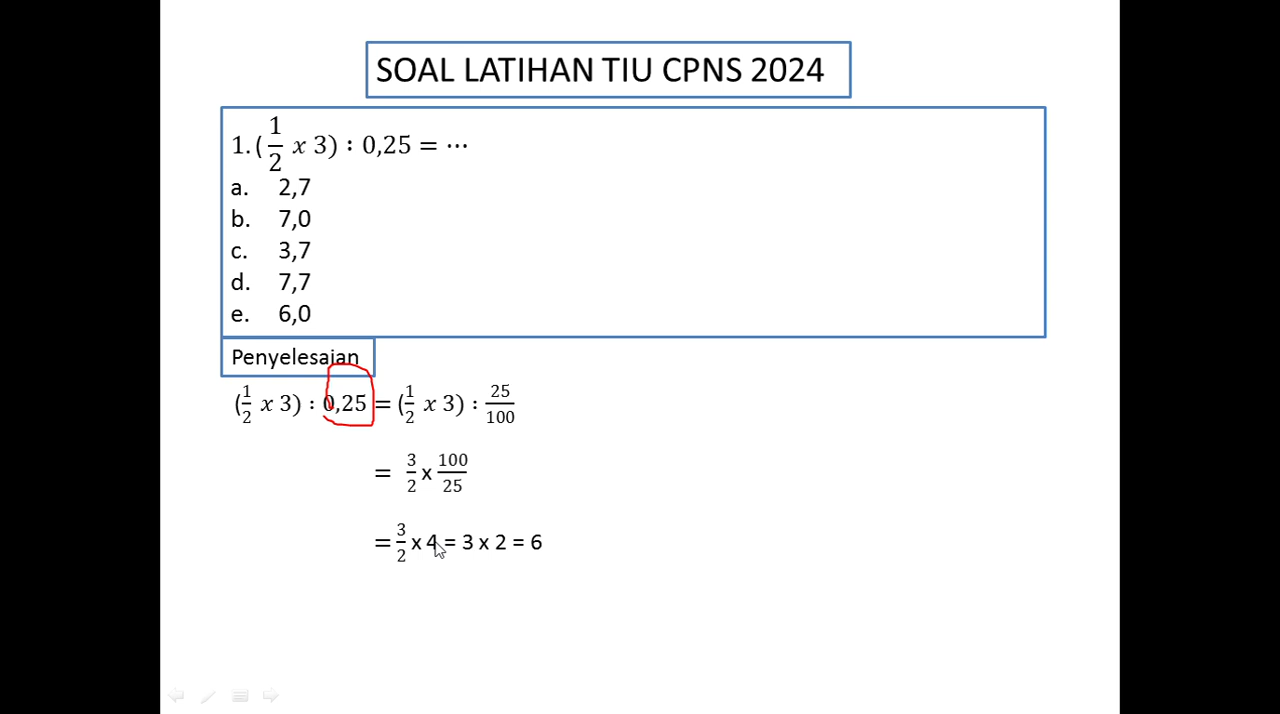 SOAL LATIHAN TIU CPNS 2024
1. (1/2 x 3) : 0,25 = ⋯
a. 2,7
b. 7,0
c. 3,7
d. 7,7
e. 6,0
Penyelesaian
(1/2 x 3) : 0,25 = (1/2 x 3) : 25/100
= 3/2 x 100/25
= 3/2 x 4 = 3 x 2 = 6